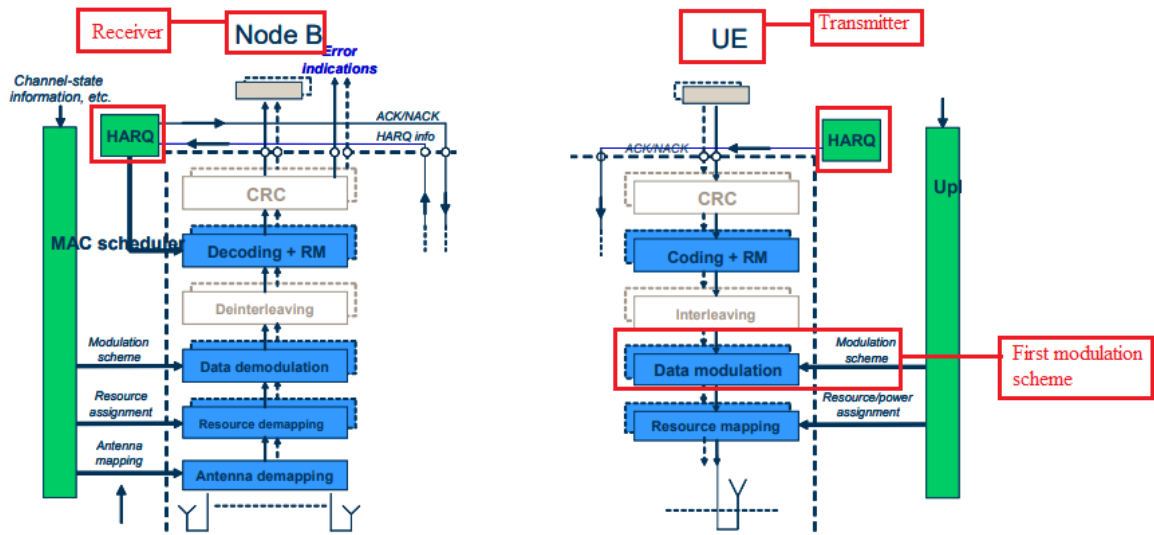 Receiver
Node B
Error
indications
Channel-state
information, etc.
HARQ
ACK/NACK
HARQ info
CRC
MAC scheduler
Decoding + RM
Deinterleaving
Modulation
scheme
Data demodulation
Resource
assignment
Resource demapping
Antenna
mapping
Antenna demapping
UE
Transmitter
ACK/NACK
HARQ
CRC
Upl
Coding + RM
Interleaving
Modulation
scheme
Data modulation
First modulation
scheme
Resource/power
assignment
Resource mapping